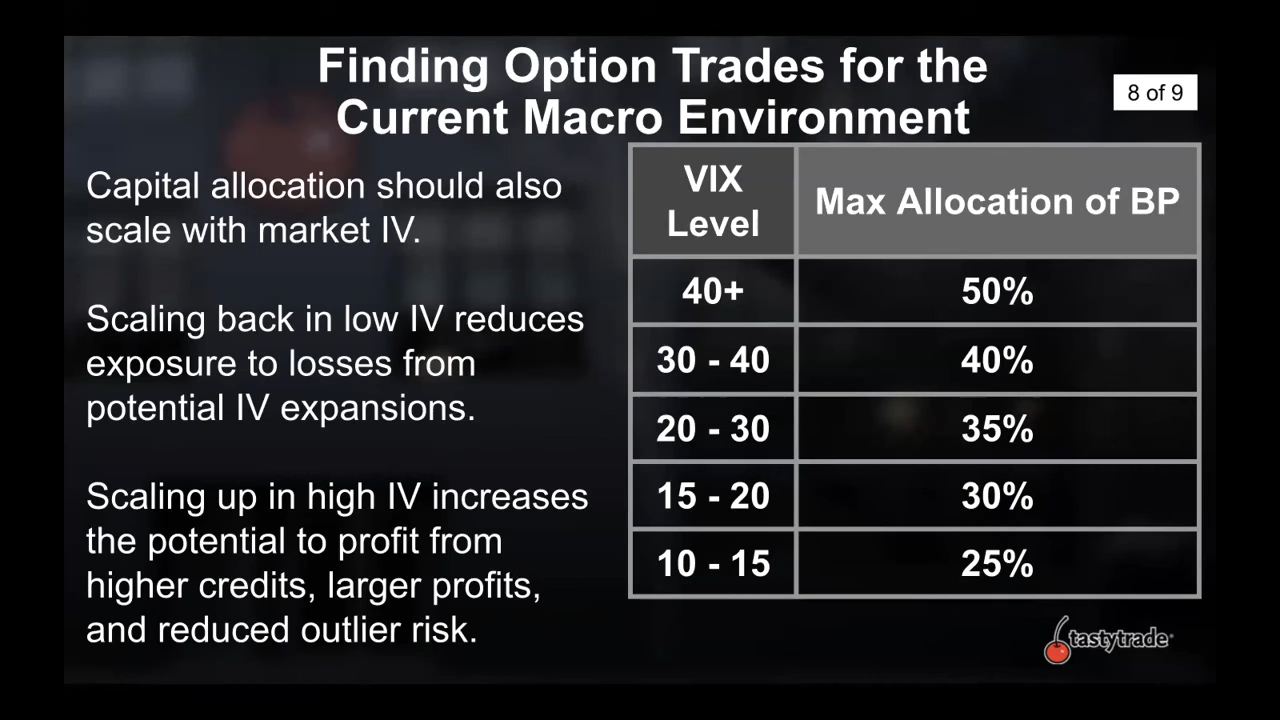 Finding Option Trades for the
Current Macro Environment
8 of 9
Capital allocation should also
scale with market IV.
Scaling back in low IV reduces
exposure to losses from
potential IV expansions.
Scaling up in high IV increases
the potential to profit from
higher credits, larger profits,
and reduced outlier risk.
VIX
Level
Max Allocation of BP
40+ 50%
30 - 40 40%
20 - 30 35%
15 - 20 30%
10 - 15 25%
tastytrade